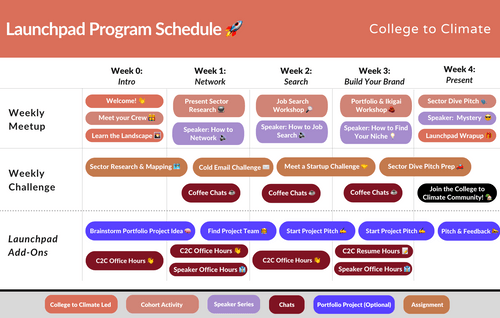 Launchpad Program Schedule 🚀
College to Climate
Week 0:
Intro
Week 1:
Network
Week 2:
Search
Week 3:
Build Your Brand
Week 4:
Present
Weekly
Meetup
Welcome! 👋
Meet your Crew
Learn the Landscape
Present Sector
Research
Speaker: How to
Network
Job Search
Workshop
Speaker: How to Job
Search
Portfolio & Ikigai
Workshop
Speaker: How to Find
Your Niche
Sector Dive Pitch
Speaker: Mystery
Launchpad Wrapup
Weekly
Challenge
Sector Research & Mapping
Cold Email Challenge
Meet a Startup Challenge
Sector Dive Pitch Prep
Coffee Chats
Coffee Chats
Coffee Chats
Join the College to
Climate Community!
Launchpad
Add-Ons
Brainstorm Portfolio Project Idea
Find Project Team
Start Project Pitch
Start Project Pitch
Pitch & Feedback
C2C Office Hours
C2C Office Hours
Speaker Office Hours
C2C Office Hours
C2C Resume Hours
Speaker Office Hours
College to Climate Led
Cohort Activity
Speaker Series
Chats
Portfolio Project (Optional)
Assignment